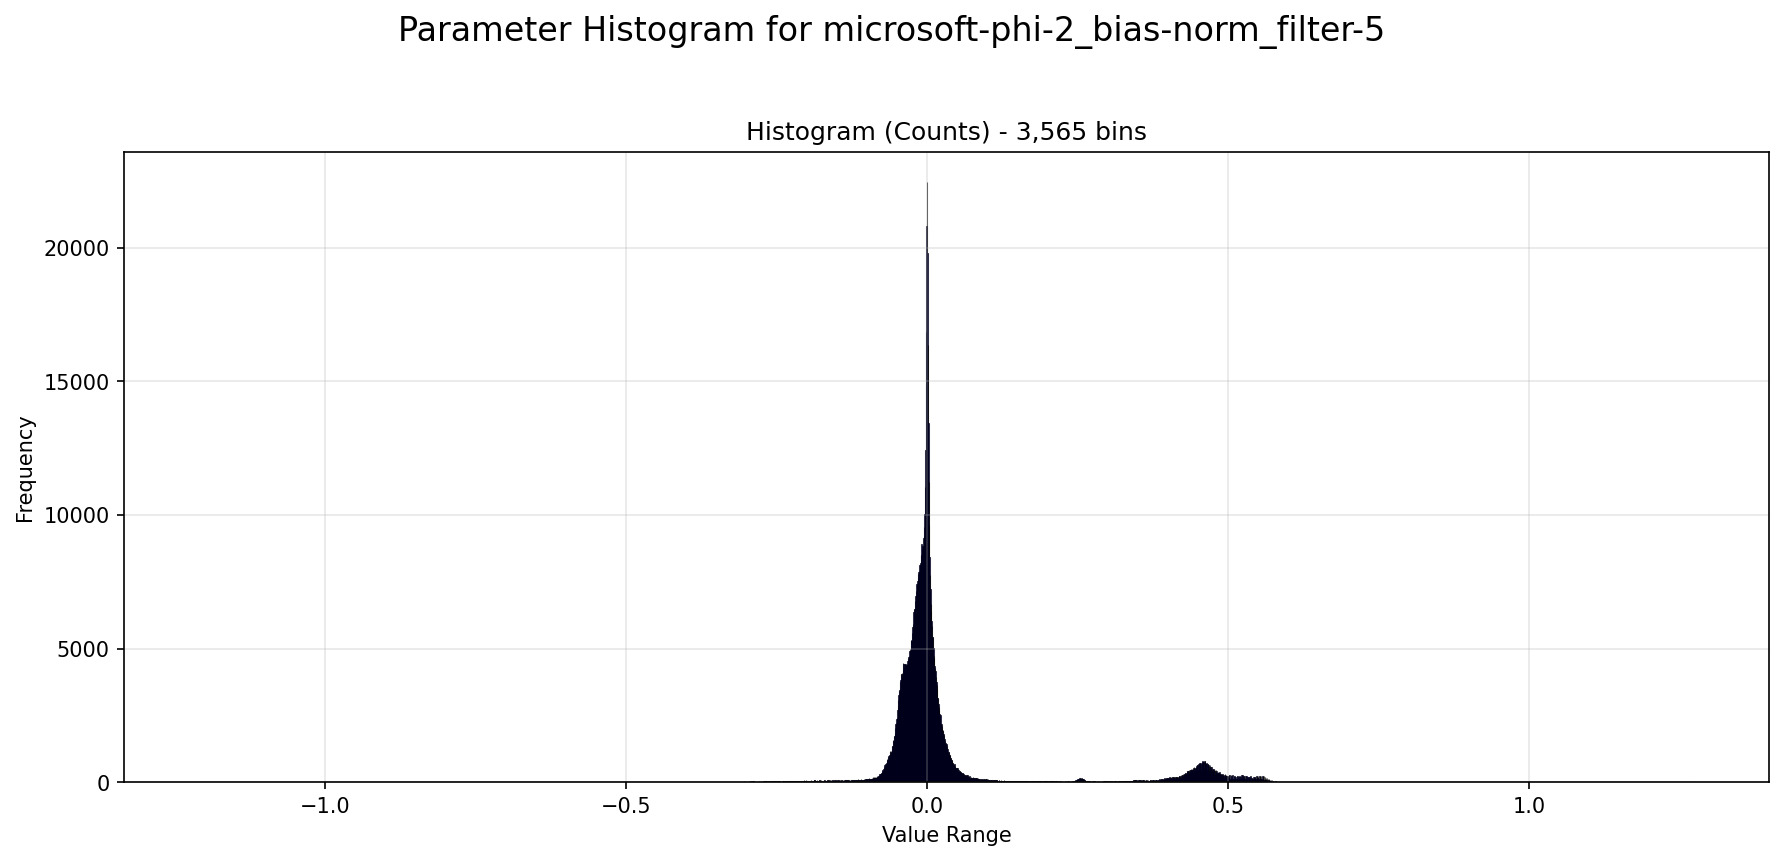 Parameter Histogram for microsoft-phi-2_bias-norm_filter-5
Histogram (Counts) - 3,565 bins
20000
15000
10000
5000
0
Frequency
−1.0 −0.5 0.0 0.5 1.0
Value Range